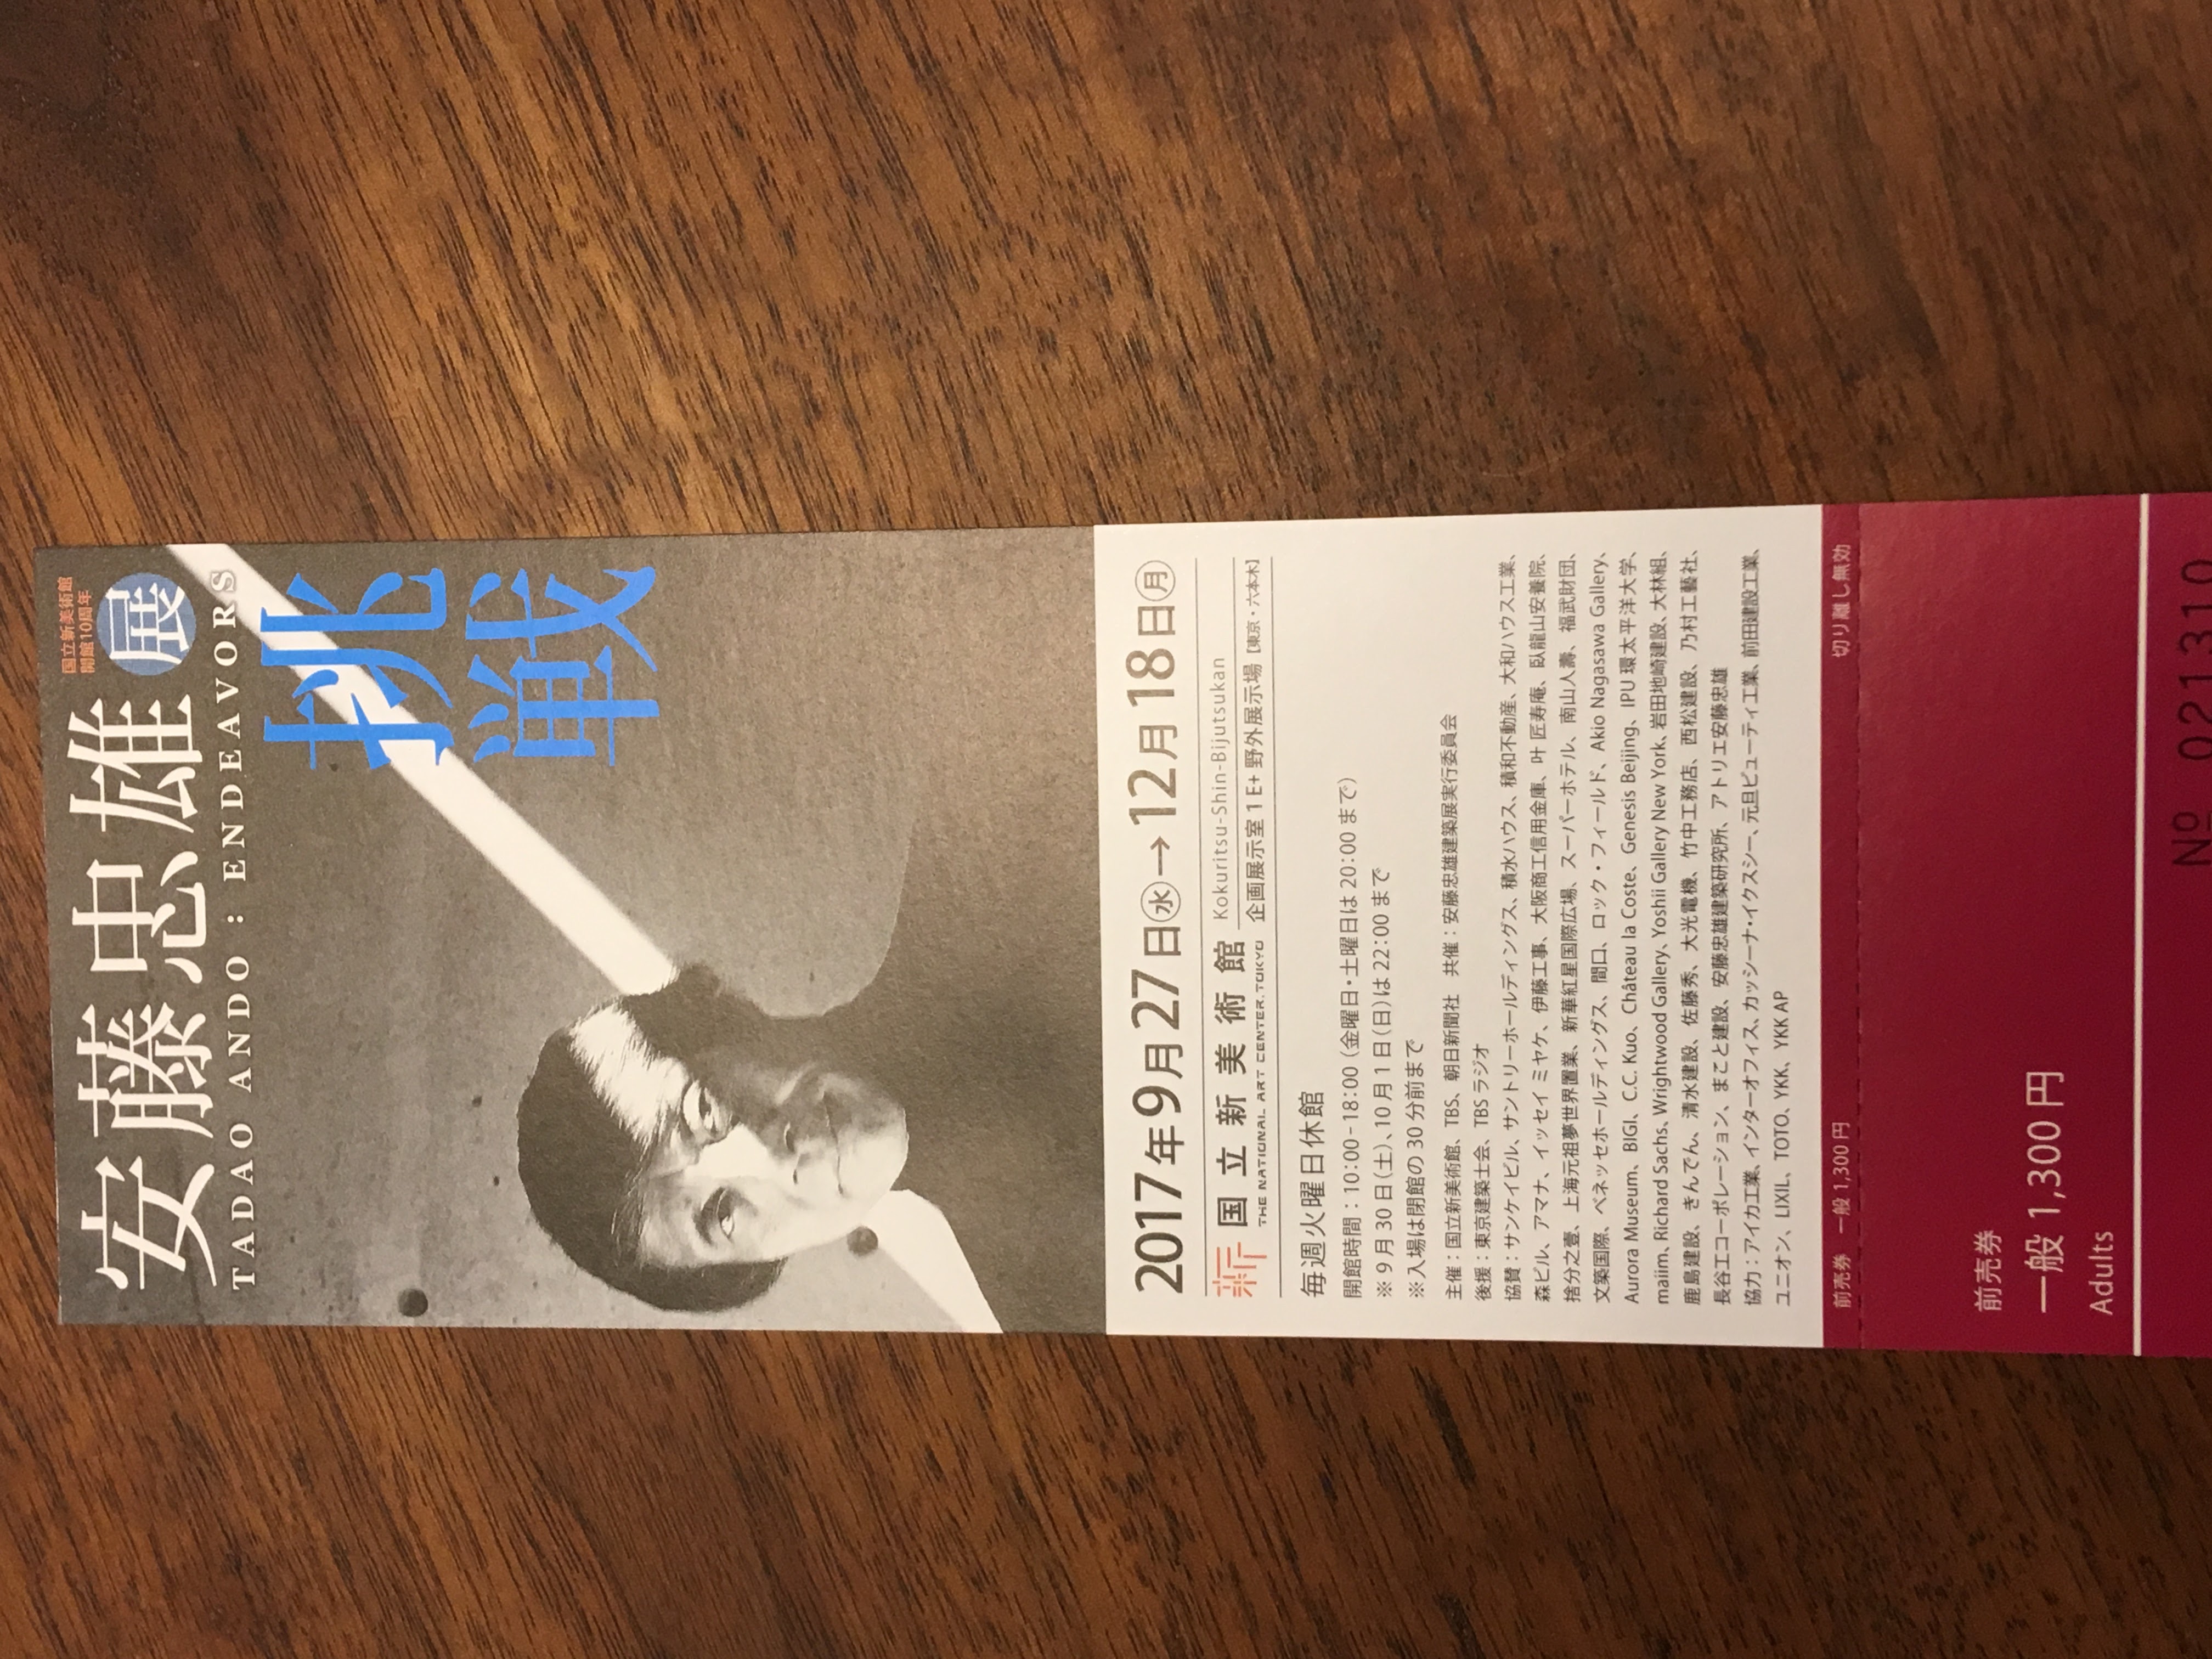 国立新美術館
開館10周年
安藤忠雄展
TADAO ANDO : ENDEAVORS
挑戦
2017年9月27日㊌→12月18日㊊
新 国立新美術館
THE NATIONAL ART CENTER, TOKYO
Kokuritsu-Shin-Bijutsukan
企画展示室1E+野外展示場［東京・六本木］
毎週火曜日休館
開館時間：10:00-18:00（金曜日・土曜日は20:00まで）
※9月30日（土）、10月1日（日）は22:00まで
※入場は閉館の30分前まで
主催：国立新美術館、TBS、朝日新聞社　共催：安藤忠雄建築展実行委員会
後援：東京建築士会、TBSラジオ
協賛：サンケイビル、サントリーホールディングス、積水ハウス、積和不動産、大和ハウス工業、
森ビル、アマナ、イッセイ ミヤケ、伊藤工事、大阪商工信用金庫、叶 匠寿庵、臥龍山安養院、
捨分之壹、上海元祖夢世界置業、新華紅星国際広場、スーパーホテル、南山人壽、福武財団、
文築国際、ベネッセホールディングス、間口、ロック・フィールド、Akio Nagasawa Gallery、
Aurora Museum、BIGI、C.C. Kuo、Château la Coste、Genesis Beijing、IPU 環太平洋大学、
maiim、Richard Sachs、Wrightwood Gallery、Yoshii Gallery New York、岩田地崎建設、大林組、
鹿島建設、きんでん、清水建設、佐藤秀、大光電機、竹中工務店、西松建設、乃村工藝社、
長谷工コーポレーション、まこと建設、安藤忠雄建築研究所、アトリエ安藤忠雄
協力：アイカ工業、インターオフィス、カッシーナ・イクスシー、元旦ビューティ工業、前田建設工業、
ユニオン、LIXIL、TOTO、YKK、YKK AP
前売券　一般 1,300円　切り離し無効
前売券
一般 1,300円
Adults
№ 021310